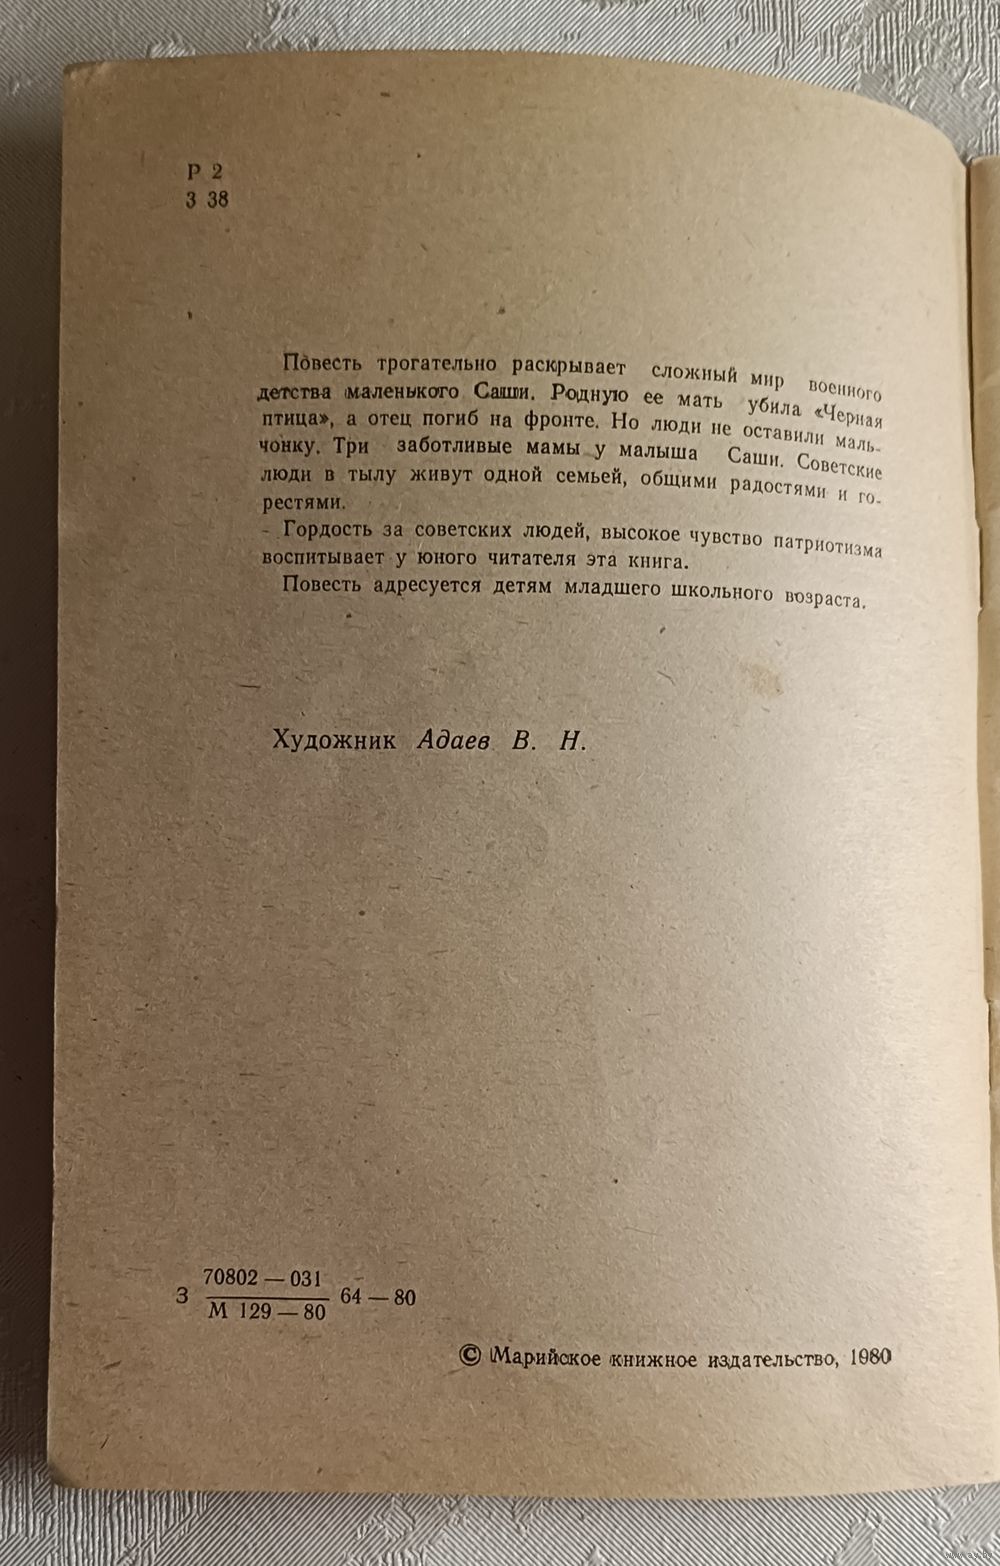 Р 2
З 38
Повесть трогательно раскрывает сложный мир военного
детства маленького Саши. Родную ее мать убила «Черная
птица», а отец погиб на фронте. Но люди не оставили маль-
чонку. Три заботливые мамы у малыша Саши. Советские
люди в тылу живут одной семьей, общими радостями и го-
рестями.
- Гордость за советских людей, высокое чувство патриотизма
воспитывает у юного читателя эта книга.
Повесть адресуется детям младшего школьного возраста.
Художник Адаев В. Н.
70802 — 031
З 64 — 80
М 129 — 80
© Марийское книжное издательство, 1980
www.ay.by